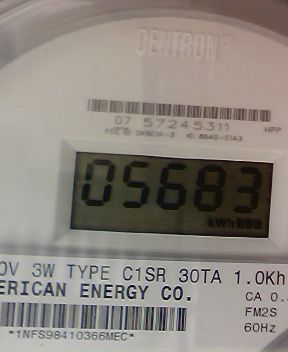 CENTRON®
07 57245311
HPP
05683
kWh
0V 3W TYPE C1SR 30TA 1.0Kh
ERICAN ENERGY CO.
CA 0.
FM2S
60Hz
*1NFS98410366MEC*